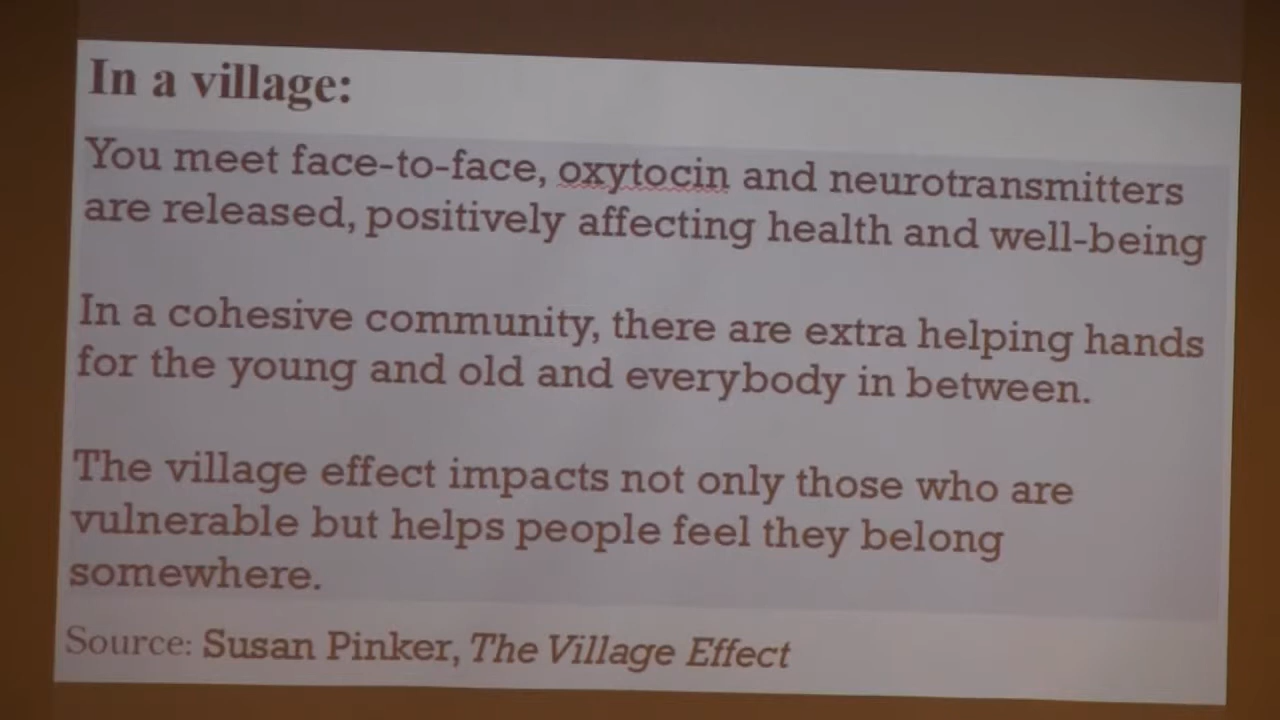 In a village:
You meet face-to-face, oxytocin and neurotransmitters
are released, positively affecting health and well-being
In a cohesive community, there are extra helping hands
for the young and old and everybody in between.
The village effect impacts not only those who are
vulnerable but helps people feel they belong
somewhere.
Source: Susan Pinker, The Village Effect